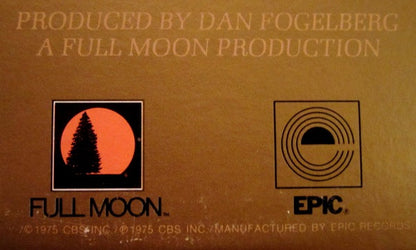 PRODUCED BY DAN FOGELBERG
A FULL MOON PRODUCTION
FULL MOON™
EPIC®
© 1975 CBS INC./℗ 1975 CBS INC./MANUFACTURED BY EPIC RECORDS